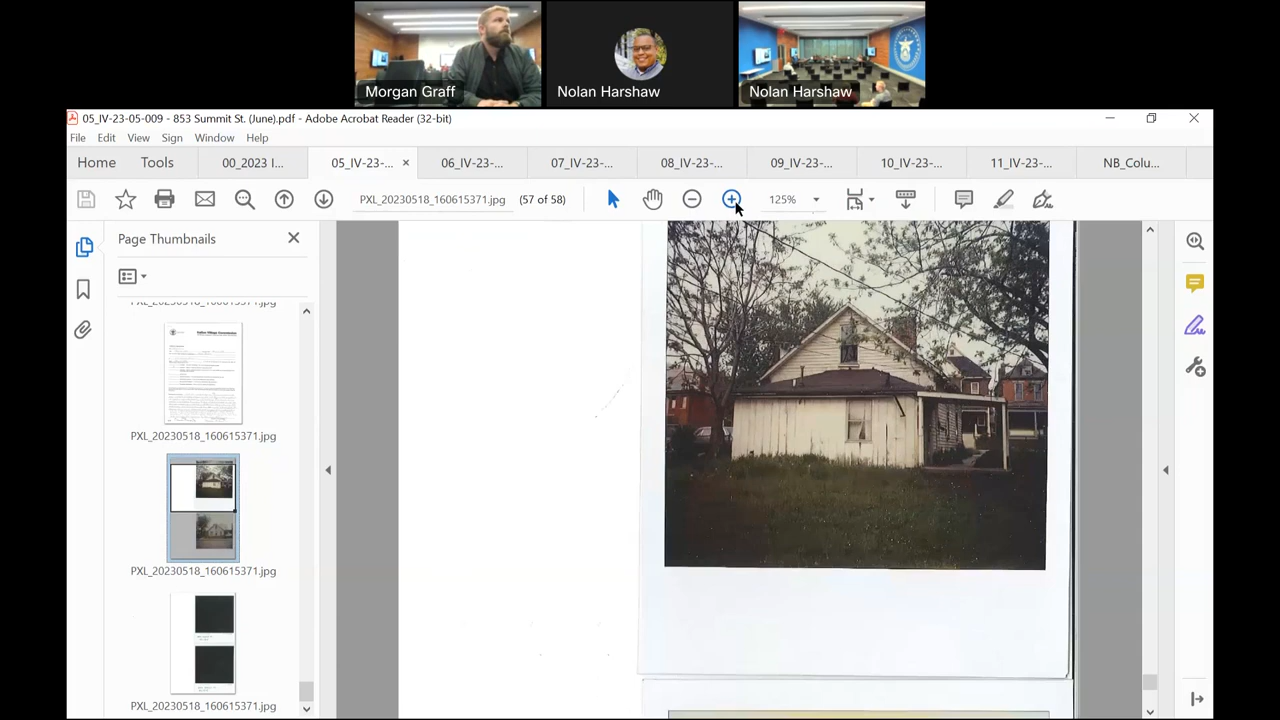 Morgan Graff
Nolan Harshaw
Nolan Harshaw
05_IV-23-05-009 - 853 Summit St. (June).pdf - Adobe Acrobat Reader (32-bit)
File Edit View Sign Window Help
Home Tools 00_2023 I... 05_IV-23-... 06_IV-23-... 07_IV-23-... 08_IV-23-... 09_IV-23-... 10_IV-23-... 11_IV-23-... NB_Colu...
PXL_20230518_160615371.jpg (57 of 58) 125%
Page Thumbnails
PXL_20230518_160615371.jpg
PXL_20230518_160615371.jpg
PXL_20230518_160615371.jpg
PXL_20230518_160615371.jpg